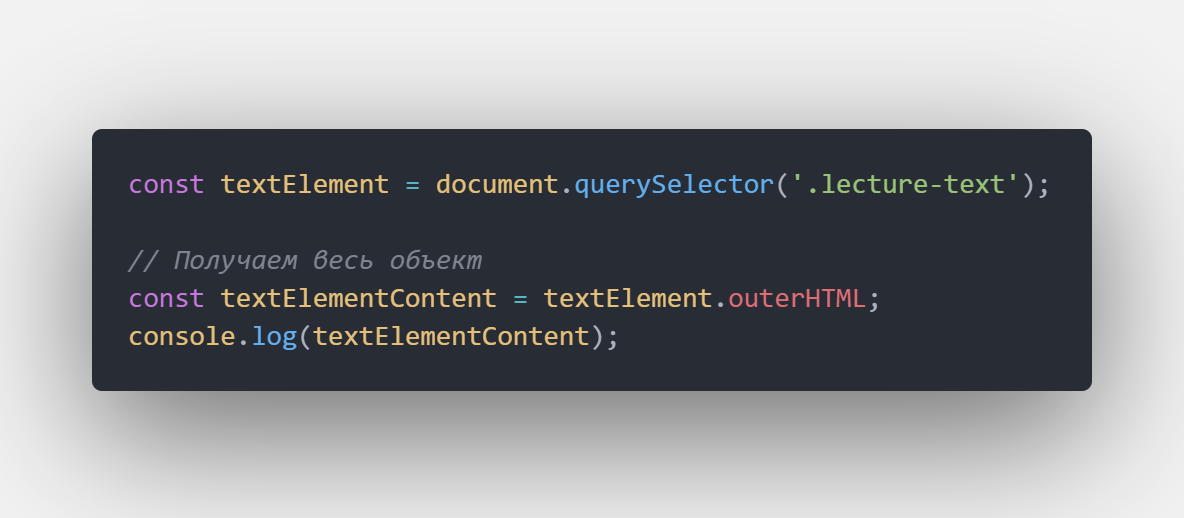 const textElement = document.querySelector('.lecture-text');
// Получаем весь объект
const textElementContent = textElement.outerHTML;
console.log(textElementContent);